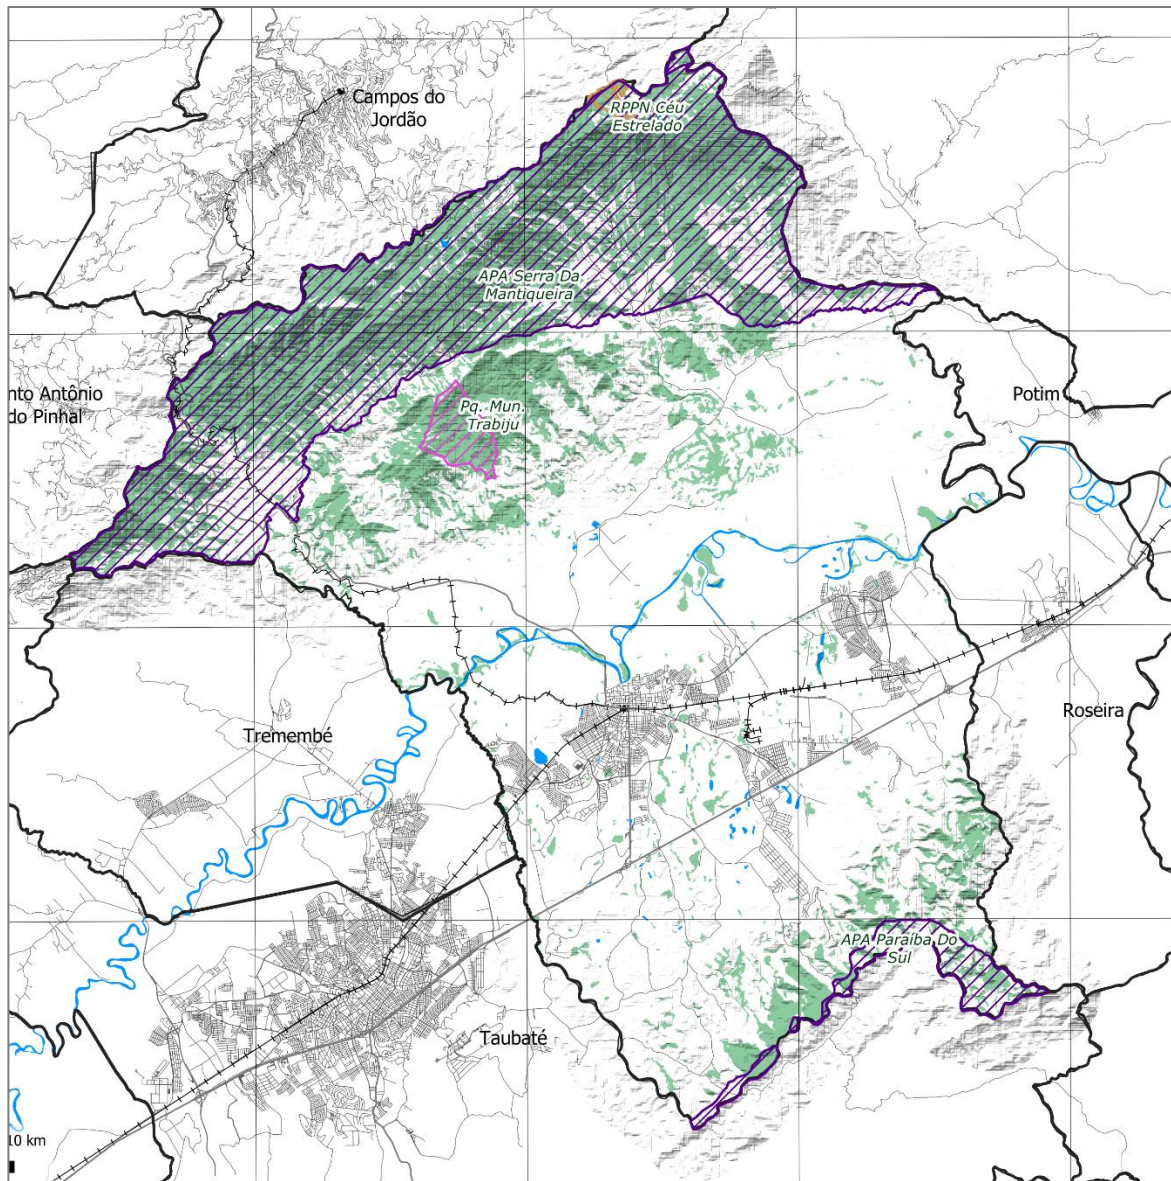 Campos do
Jordão
RPPN Céu
Estrelado
APA Serra Da
Mantiqueira
nto Antônio
do Pinhal
Pq. Mun.
Trabiju
Potim
Tremembé
Roseira
APA Paraíba Do
Sul
Taubaté
10 km